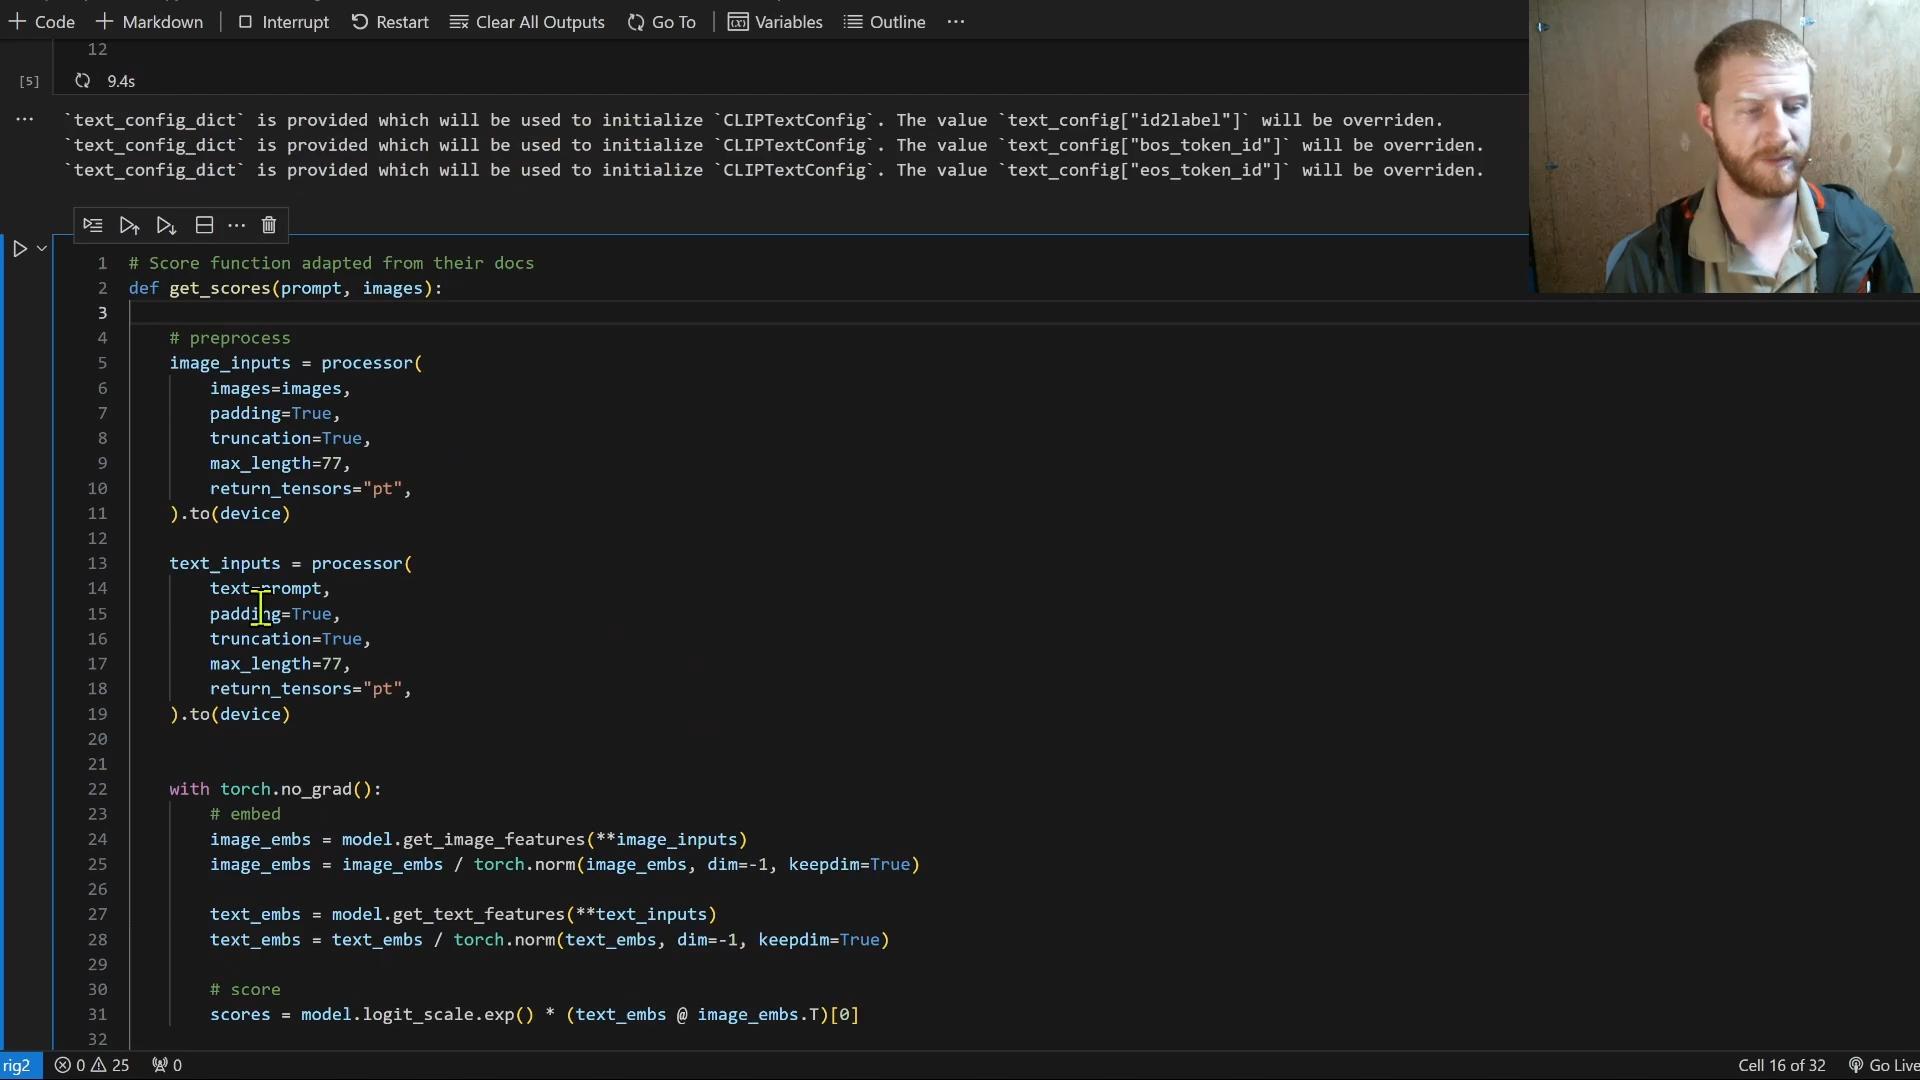 Code Markdown Interrupt Restart Clear All Outputs Go To Variables Outline ...
12
[5] 9.4s
... `text_config_dict` is provided which will be used to initialize `CLIPTextConfig`. The value `text_config["id2label"]` will be overriden.
`text_config_dict` is provided which will be used to initialize `CLIPTextConfig`. The value `text_config["bos_token_id"]` will be overriden.
`text_config_dict` is provided which will be used to initialize `CLIPTextConfig`. The value `text_config["eos_token_id"]` will be overriden.
1 # Score function adapted from their docs
2 def get_scores(prompt, images):
3
4 # preprocess
5 image_inputs = processor(
6 images=images,
7 padding=True,
8 truncation=True,
9 max_length=77,
10 return_tensors="pt",
11 ).to(device)
12
13 text_inputs = processor(
14 text=prompt,
15 padding=True,
16 truncation=True,
17 max_length=77,
18 return_tensors="pt",
19 ).to(device)
20
21
22 with torch.no_grad():
23 # embed
24 image_embs = model.get_image_features(**image_inputs)
25 image_embs = image_embs / torch.norm(image_embs, dim=-1, keepdim=True)
26
27 text_embs = model.get_text_features(**text_inputs)
28 text_embs = text_embs / torch.norm(text_embs, dim=-1, keepdim=True)
29
30 # score
31 scores = model.logit_scale.exp() * (text_embs @ image_embs.T)[0]
32
rig2 0 25 0 Cell 16 of 32 Go Live